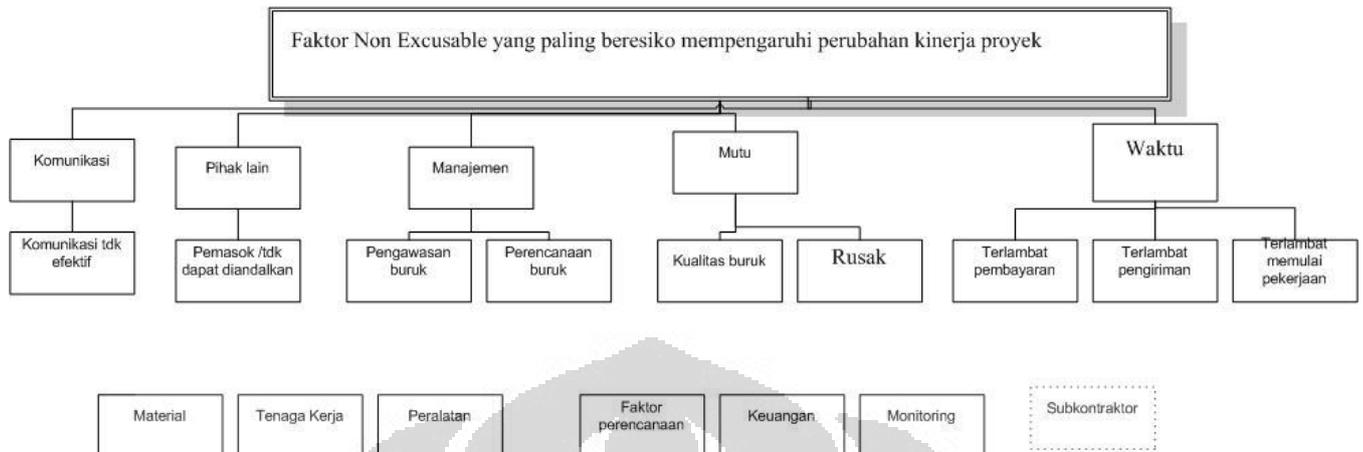 Faktor Non Excusable yang paling beresiko mempengaruhi perubahan kinerja proyek
Komunikasi
Pihak lain
Manajemen
Mutu
Waktu
Komunikasi tdk
efektif
Pemasok /tdk
dapat diandalkan
Pengawasan
buruk
Perencanaan
buruk
Kualitas buruk
Rusak
Terlambat
pembayaran
Terlambat
pengiriman
Terlambat
memulai
pekerjaan
Material
Tenaga Kerja
Peralatan
Faktor
perencanaan
Keuangan
Monitoring
Subkontraktor